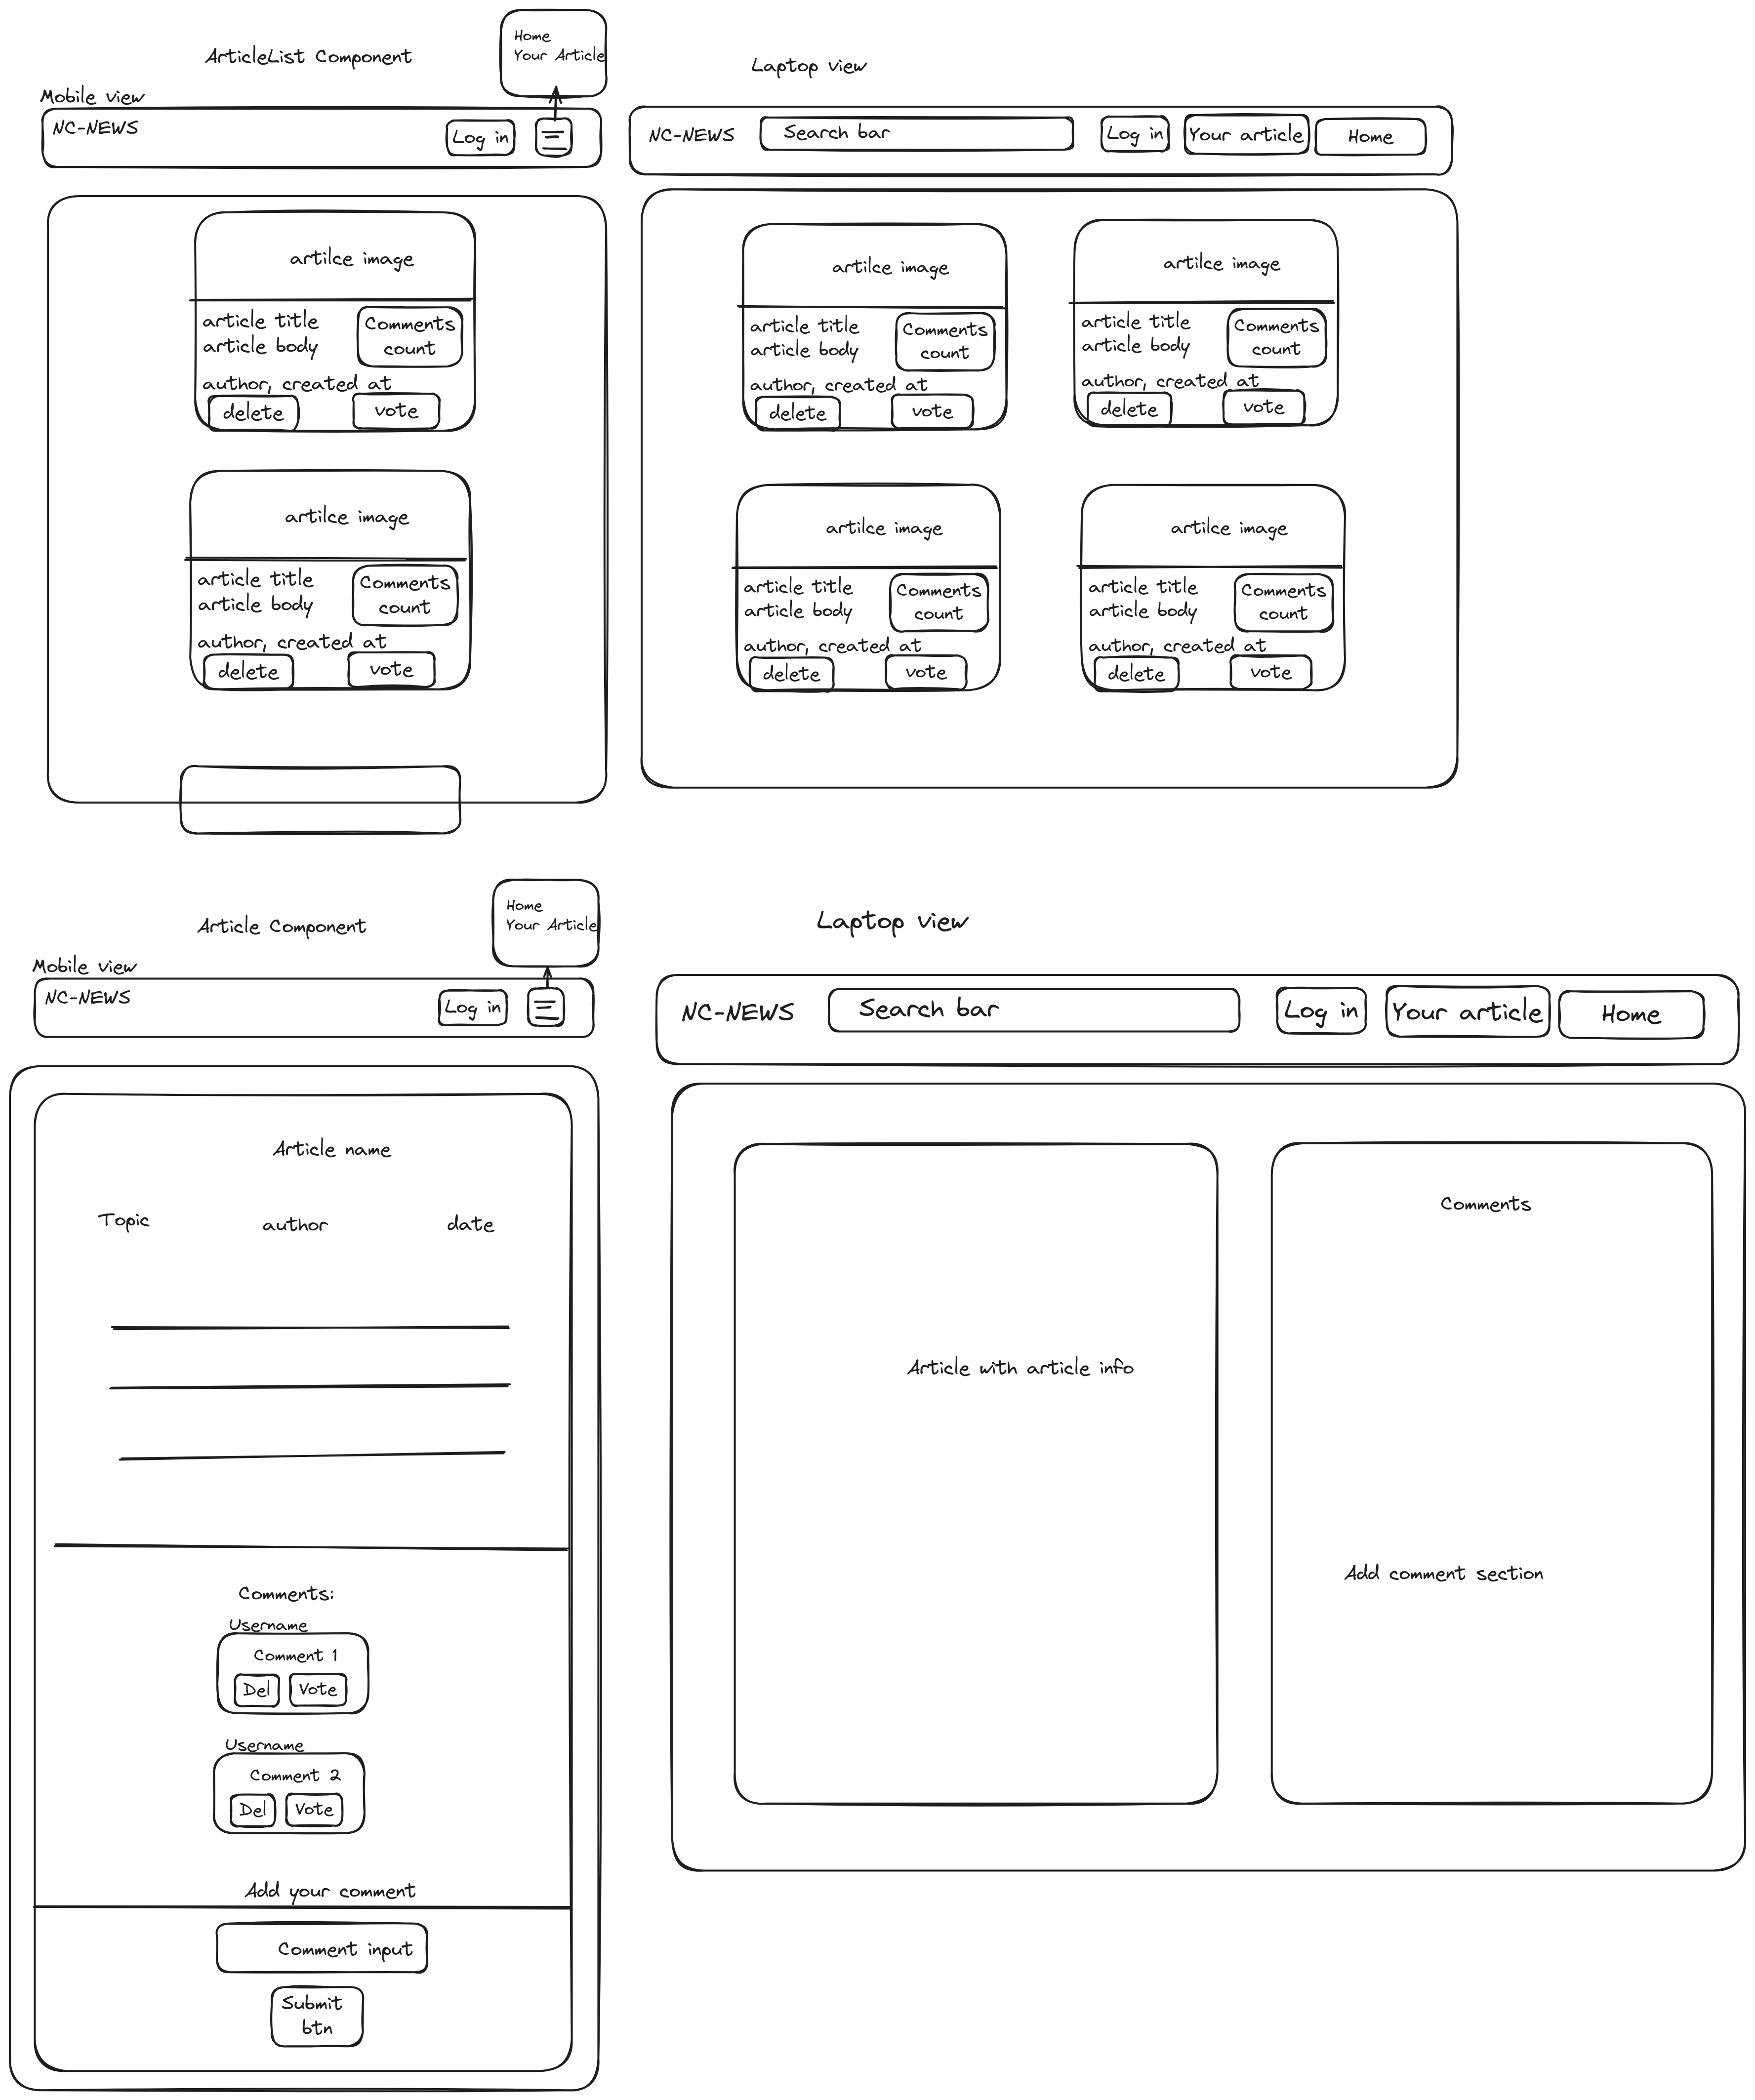 ArticleList Component
Home
Your Article
Mobile view
NC-NEWS
Log in
artilce image
article title
article body
Comments
count
author, created at
delete
vote
artilce image
article title
article body
Comments
count
author, created at
delete
vote
Laptop view
NC-NEWS
Search bar
Log in
Your article
Home
artilce image
article title
article body
Comments
count
author, created at
delete
vote
artilce image
article title
article body
Comments
count
author, created at
delete
vote
artilce image
article title
article body
Comments
count
author, created at
delete
vote
artilce image
article title
article body
Comments
count
author, created at
delete
vote
Article Component
Home
Your Article
Mobile view
NC-NEWS
Log in
Article name
Topic
author
date
Comments:
Username
Comment 1
Del
Vote
Username
Comment 2
Del
Vote
Add your comment
Comment input
Submit
btn
Laptop view
NC-NEWS
Search bar
Log in
Your article
Home
Article with article info
Comments
Add comment section